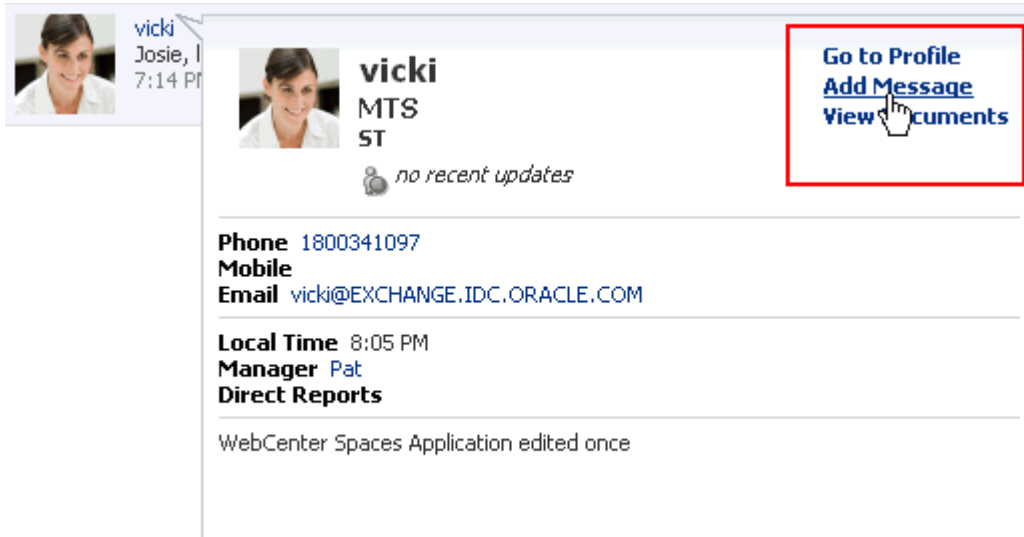 vicki
Josie,
7:14
vicki
MTS
ST
no recent updates
Go to Profile
Add Message
View
Phone 1800341097
Mobile
Email vicki@EXCHANGE.IDC.ORACLE.COM
Local Time 8:05 PM
Manager Pat
Direct Reports
WebCenter Spaces Application edited once